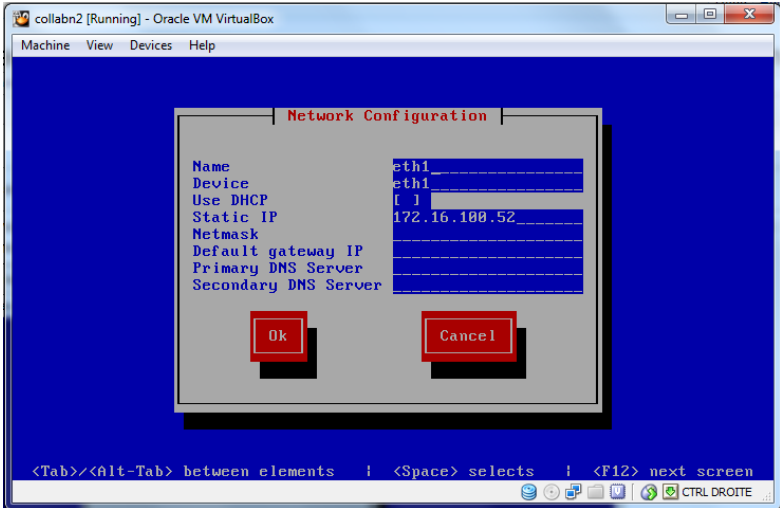 collabn2 [Running] - Oracle VM VirtualBox
Machine View Devices Help
Network Configuration
Name eth1_
Device eth1
Use DHCP [ ]
Static IP 172.16.100.52
Netmask
Default gateway IP
Primary DNS Server
Secondary DNS Server
Ok Cancel
<Tab>/<Alt-Tab> between elements | <Space> selects | <F12> next screen
CTRL DROITE